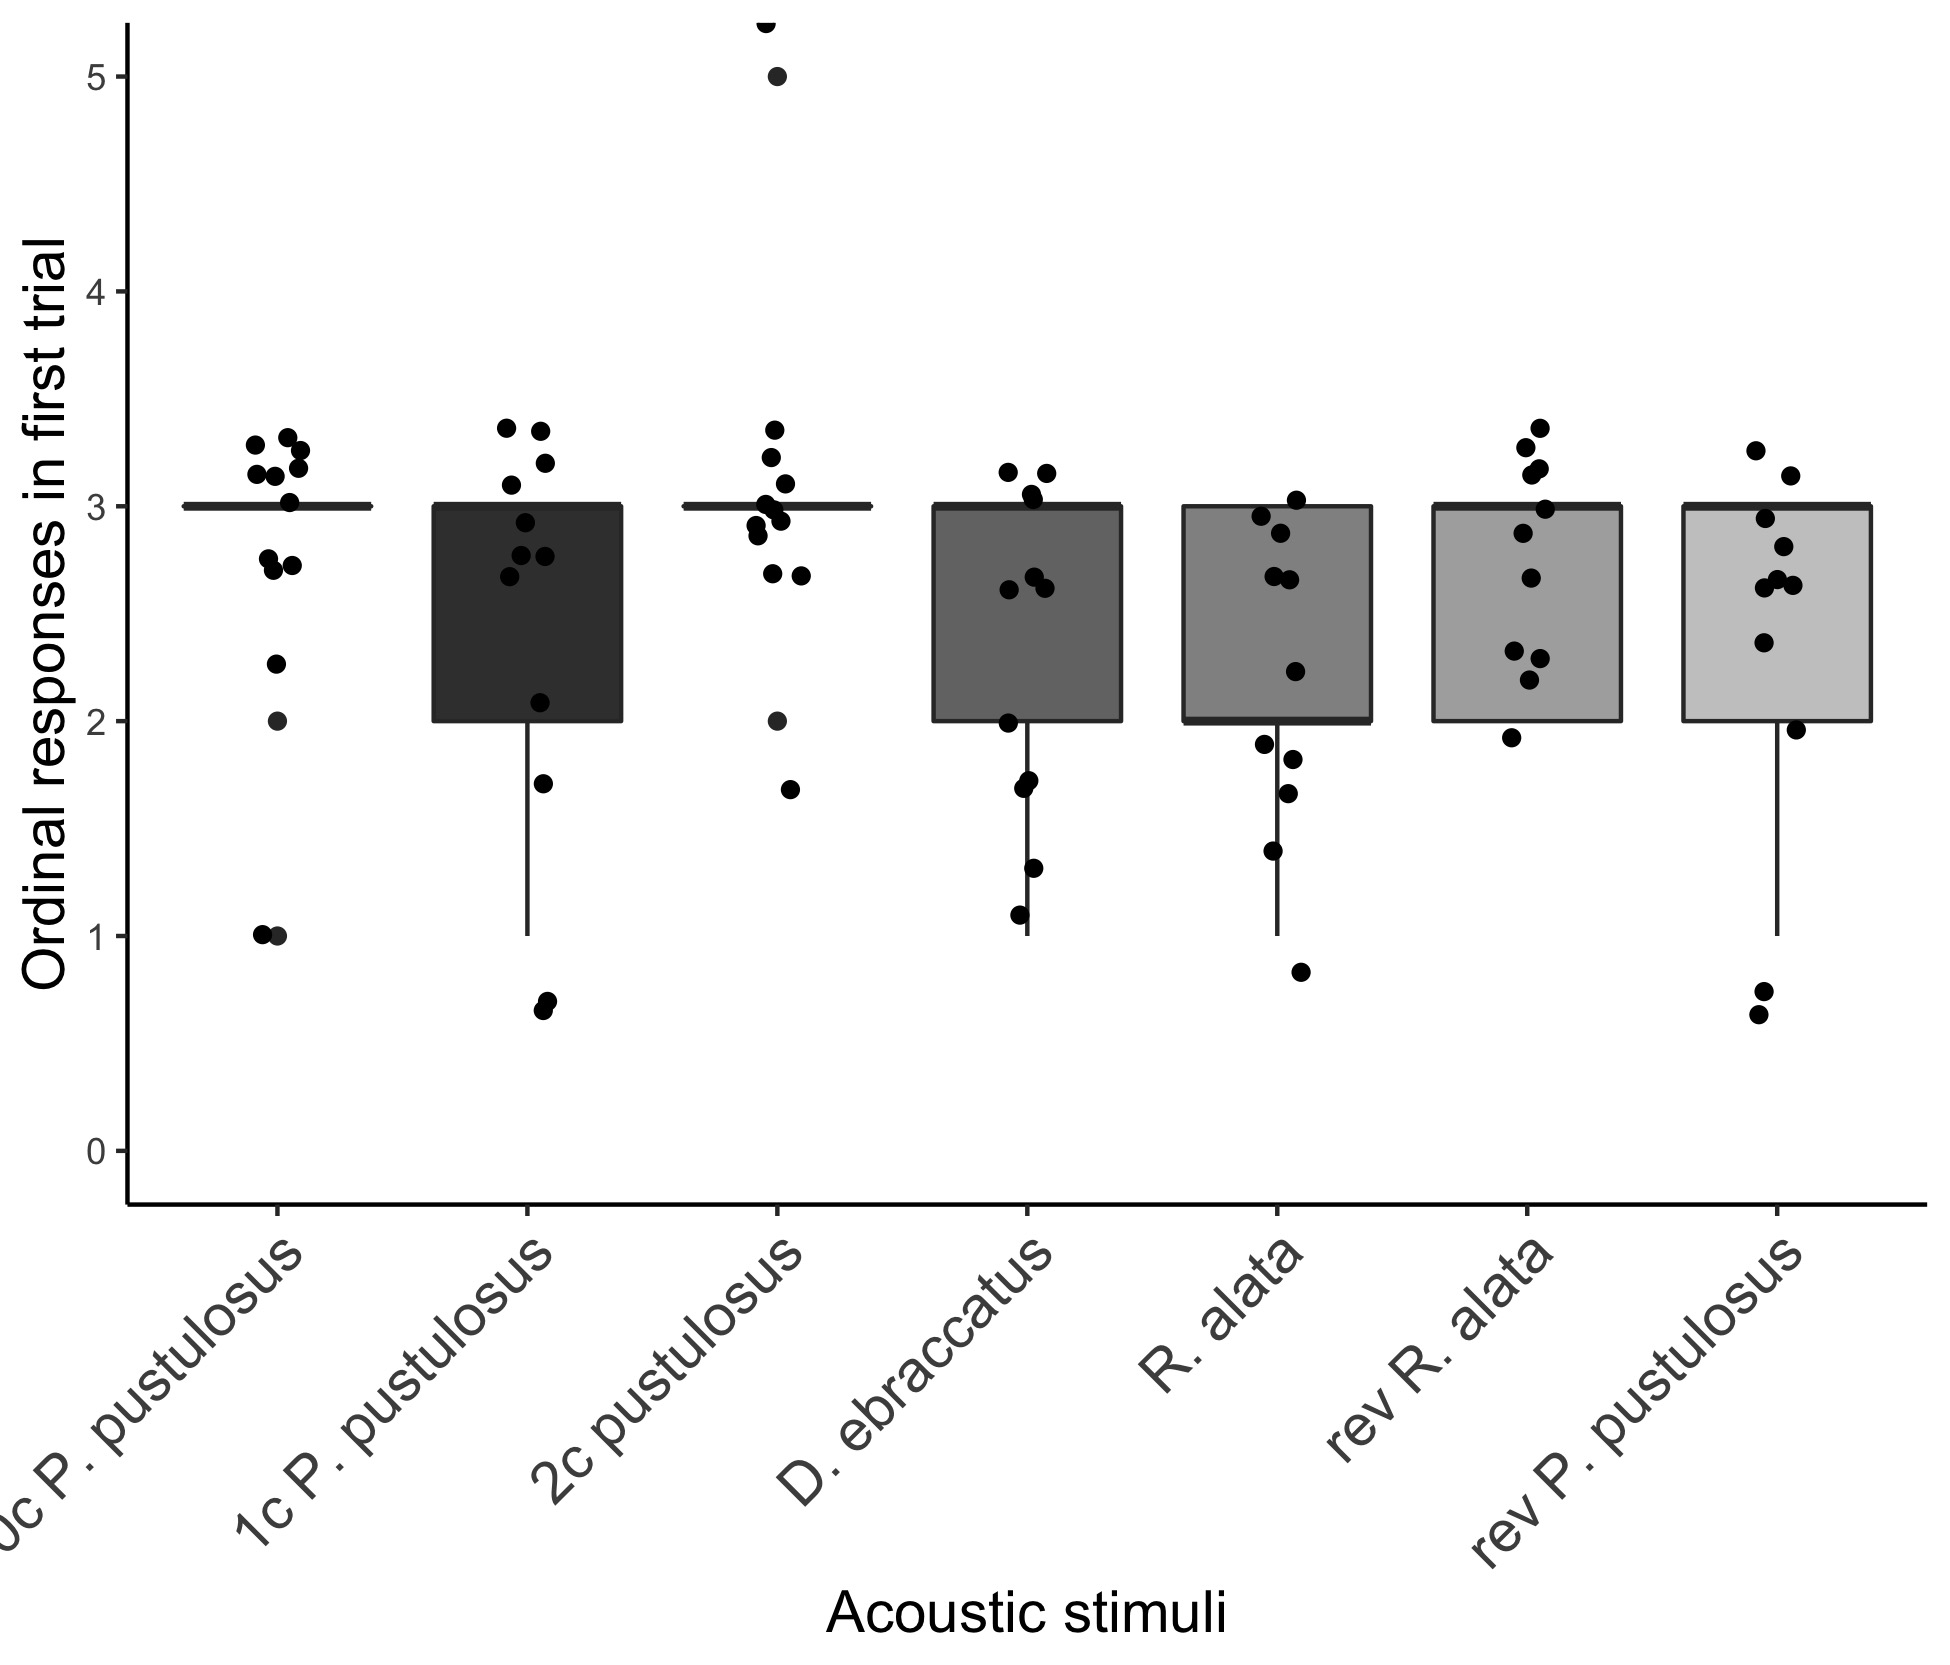 Ordinal responses in first trial
5
4
3
2
1
0
0c P. pustulosus
1c P. pustulosus
2c pustulosus
D. ebraccatus
R. alata
rev R. alata
rev P. pustulosus
Acoustic stimuli